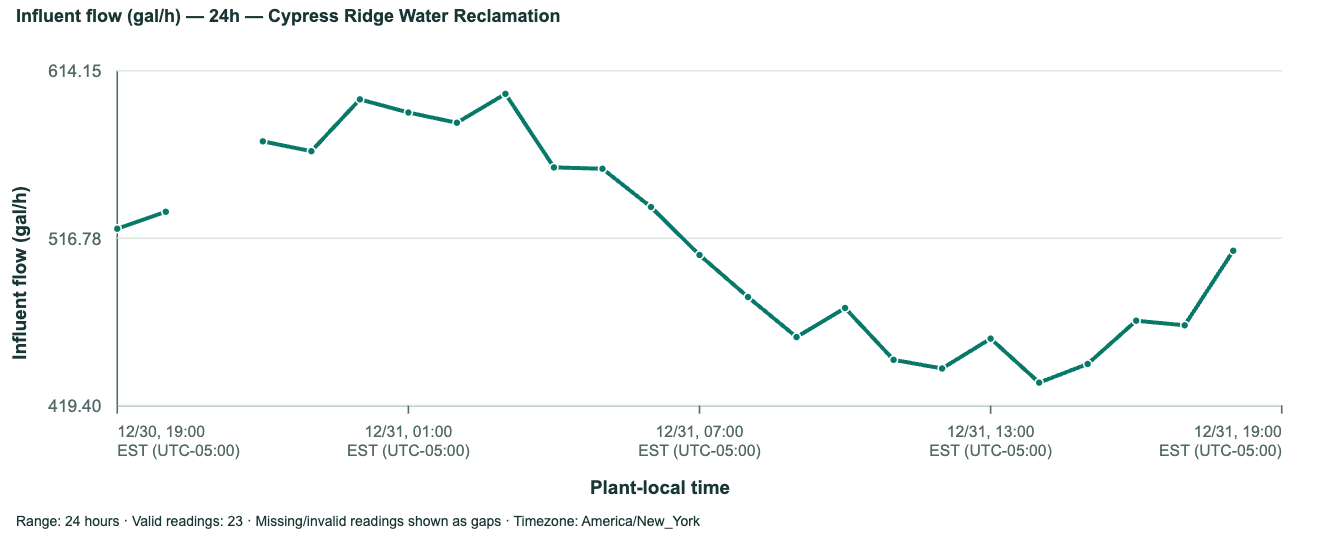 Influent flow (gal/h) — 24h — Cypress Ridge Water Reclamation
614.15
516.78
419.40
Influent flow (gal/h)
12/30, 19:00
EST (UTC-05:00)
12/31, 01:00
EST (UTC-05:00)
12/31, 07:00
EST (UTC-05:00)
12/31, 13:00
EST (UTC-05:00)
12/31, 19:00
EST (UTC-05:00)
Plant-local time
Range: 24 hours · Valid readings: 23 · Missing/invalid readings shown as gaps · Timezone: America/New_York